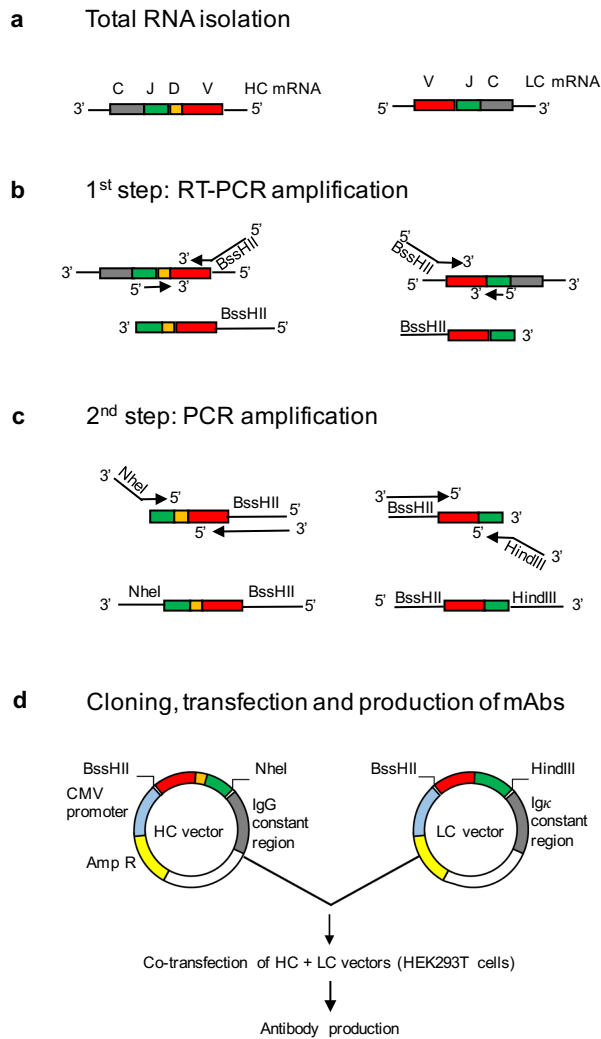 a Total RNA isolation
C J D V HC mRNA
3’ 5’
V J C LC mRNA
3’ 5’
b 1st step: RT-PCR amplification
5’
3’ BssHII
3’ 5’
5’ 3’
BssHII
3’ 5’
5’
BssHII 3’
5’ 3’
3’ 5’
BssHII
3’
c 2nd step: PCR amplification
3’ NheI 5’
BssHII 5’
5’ 3’
NheI BssHII
3’ 5’
3’ 5’
BssHII 3’
5’ HindIII 3’
5’ BssHII HindIII 3’
d Cloning, transfection and production of mAbs
BssHII NheI
CMV promoter
HC vector
IgG constant region
Amp R
BssHII HindIII
LC vector
Igκ constant region
Co-transfection of HC + LC vectors (HEK293T cells)
Antibody production